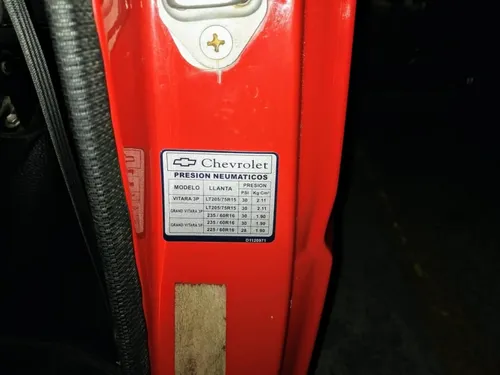 Chevrolet
PRESION NEUMATICOS
MODELO LLANTA PRESION
PSI Kg/Cm²
VITARA 3P LT205/75R15 30 2.11
LT205/75R15 30 2.11
GRAND VITARA 3P 235 / 60R16 30 1.90
GRAND VITARA 5P 235 / 60R16 30 1.90
225 / 60R16 28 1.90